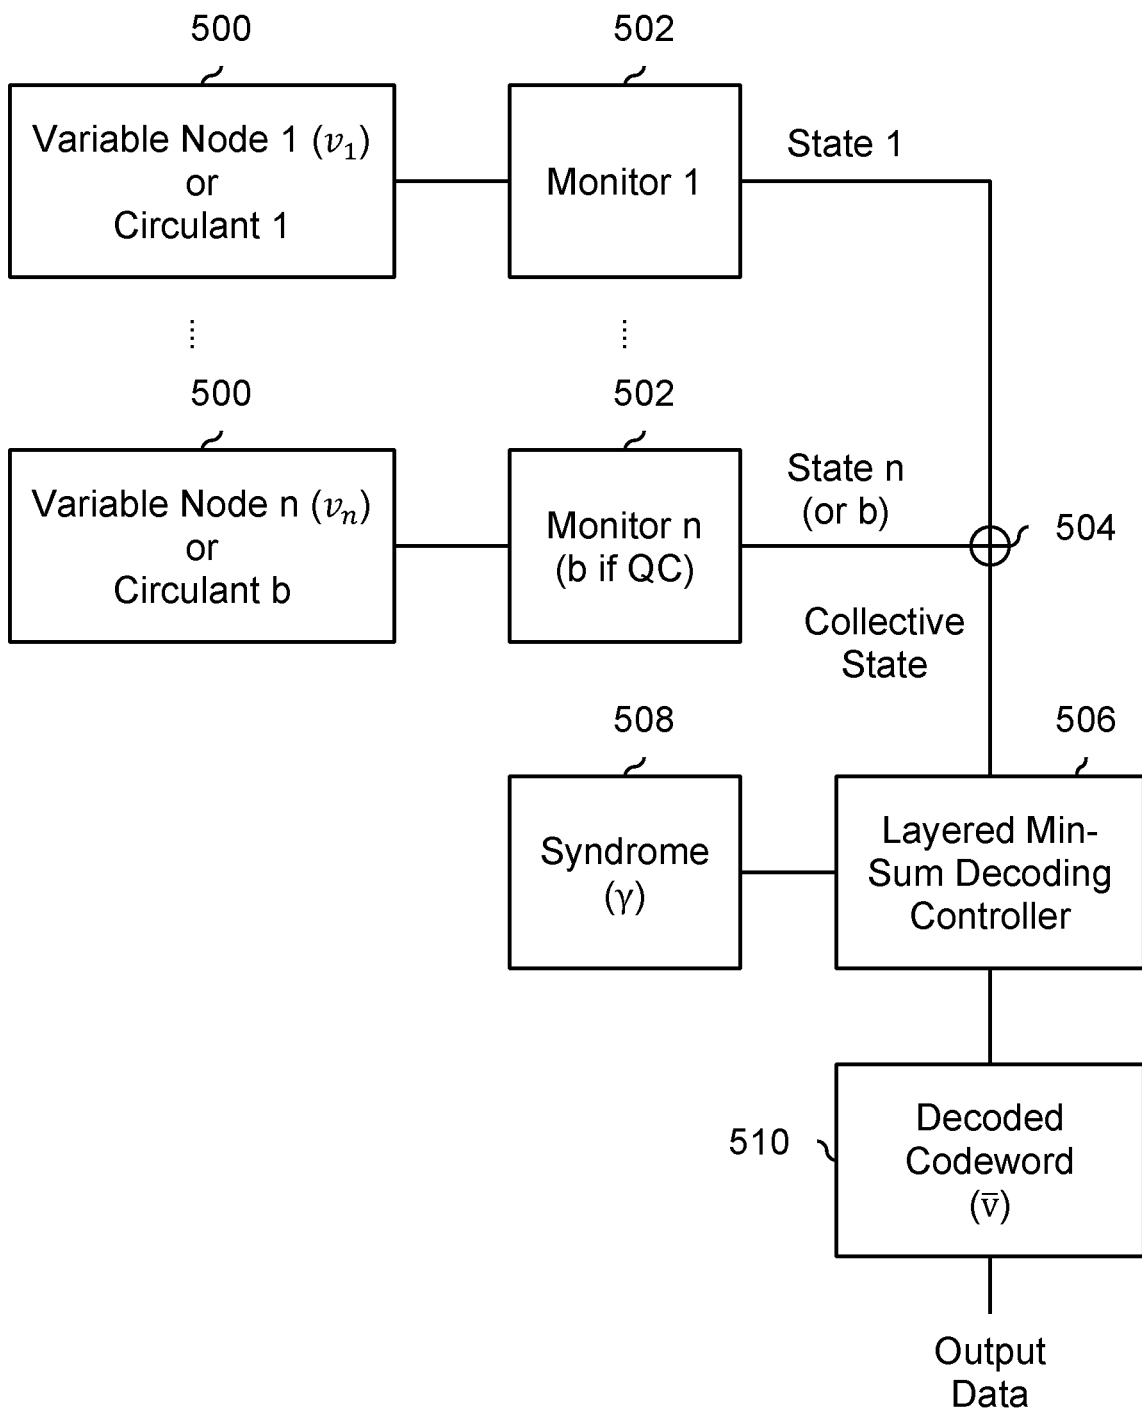 500
502
Variable Node 1 (v₁)
or
Circulant 1
Monitor 1
State 1
500
502
Variable Node n (vₙ)
or
Circulant b
Monitor n
(b if QC)
State n
(or b)
504
Collective
State
508
506
Syndrome
(γ)
Layered Min-
Sum Decoding
Controller
510
Decoded
Codeword
(v̅)
Output
Data